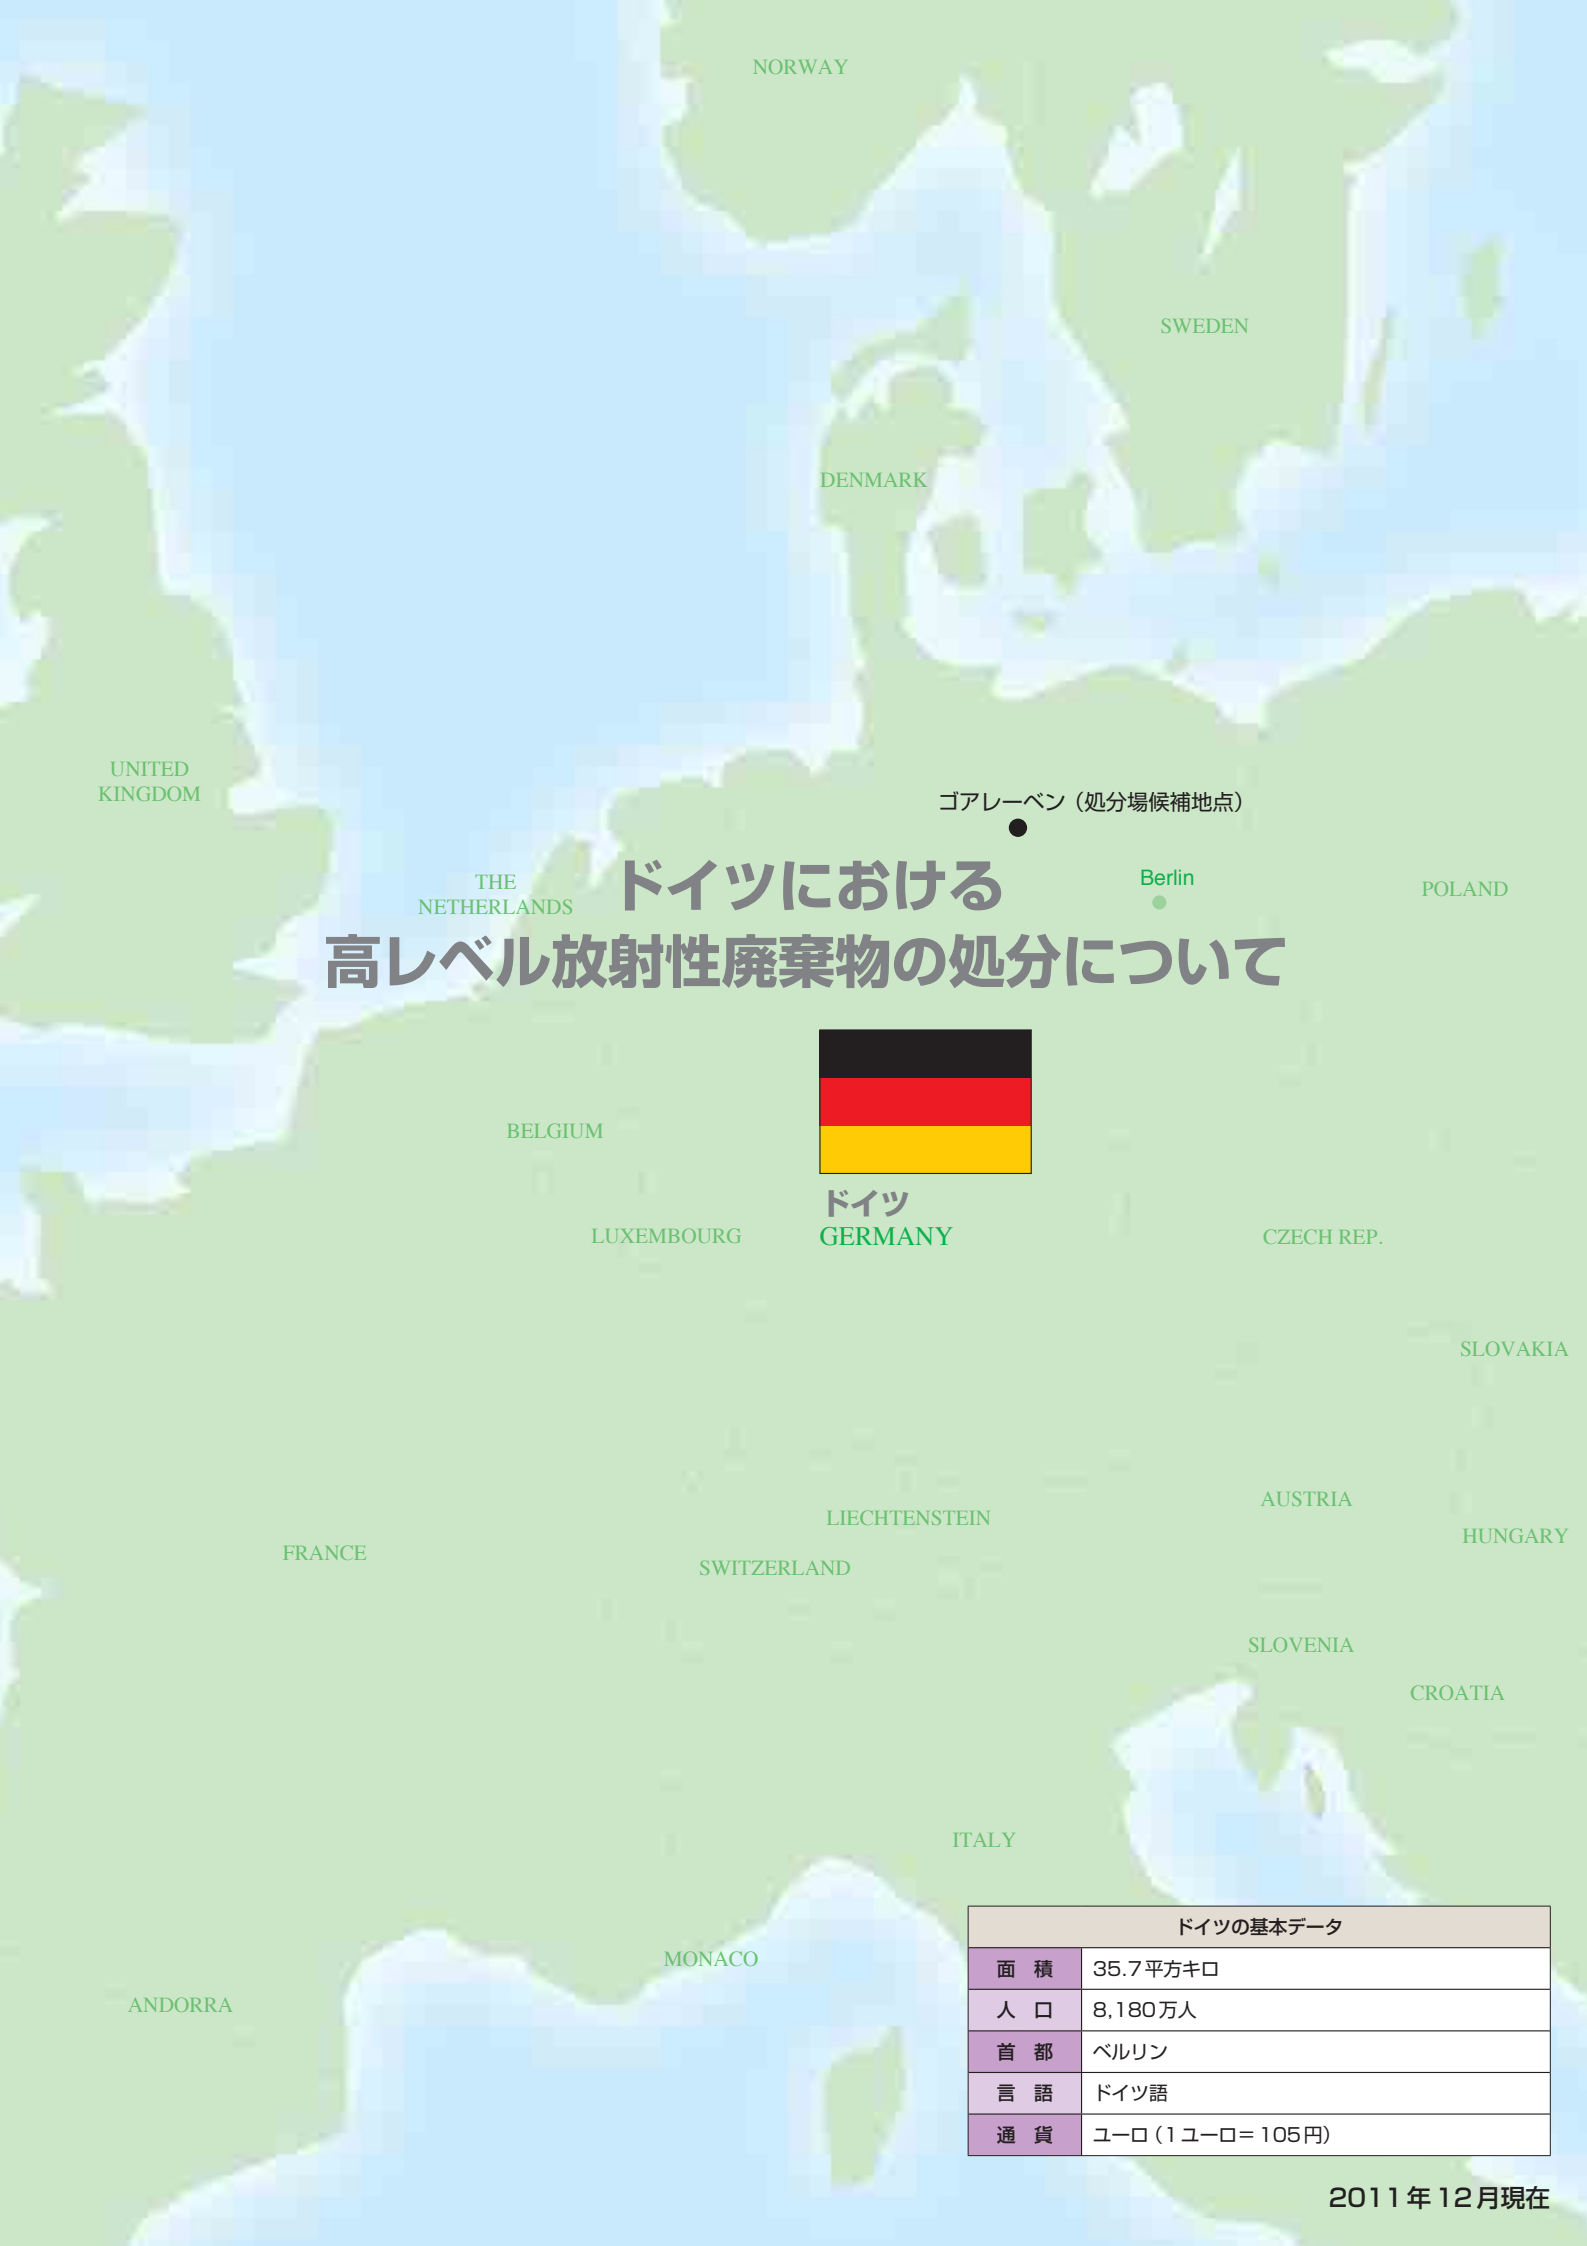 NORWAY
SWEDEN
DENMARK
UNITED
KINGDOM
ゴアレーベン（処分場候補地点）
THE
NETHERLANDS
Berlin
POLAND
ドイツにおける
高レベル放射性廃棄物の処分について
BELGIUM
ドイツ
LUXEMBOURG
GERMANY
CZECH REP.
SLOVAKIA
AUSTRIA
LIECHTENSTEIN
HUNGARY
FRANCE
SWITZERLAND
SLOVENIA
CROATIA
ITALY
MONACO
ANDORRA
ドイツの基本データ
面　積 35.7平方キロ
人　口 8,180万人
首　都 ベルリン
言　語 ドイツ語
通　貨 ユーロ（1ユーロ＝105円）
2011年12月現在